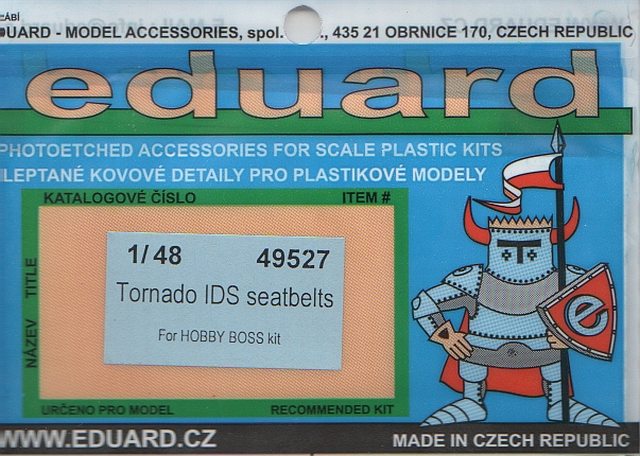 UARD - MODEL ACCESSORIES, spol. ., 435 21 OBRNICE 170, CZECH REPUBLIC
eduard
PHOTOETCHED ACCESSORIES FOR SCALE PLASTIC KITS
LEPTANÉ KOVOVÉ DETAILY PRO PLASTIKOVÉ MODELY
KATALOGOVÉ ČÍSLO ITEM #
1/48 49527
Tornado IDS seatbelts
For HOBBY BOSS kit
NÁZEV TITLE
e
URČENO PRO MODEL RECOMMENDED KIT
WWW.EDUARD.CZ MADE IN CZECH REPUBLIC